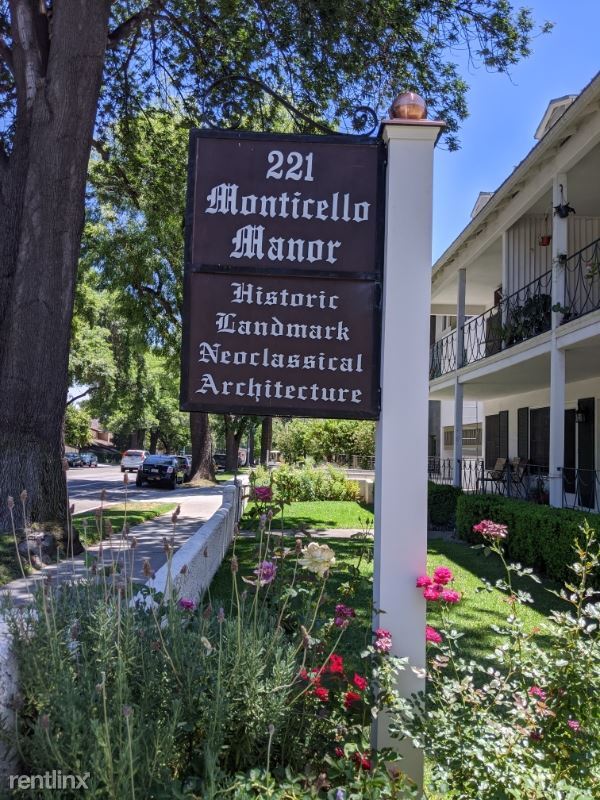 221
Monticello
Manor
Historic
Landmark
Neoclassical
Architecture
rentlinx